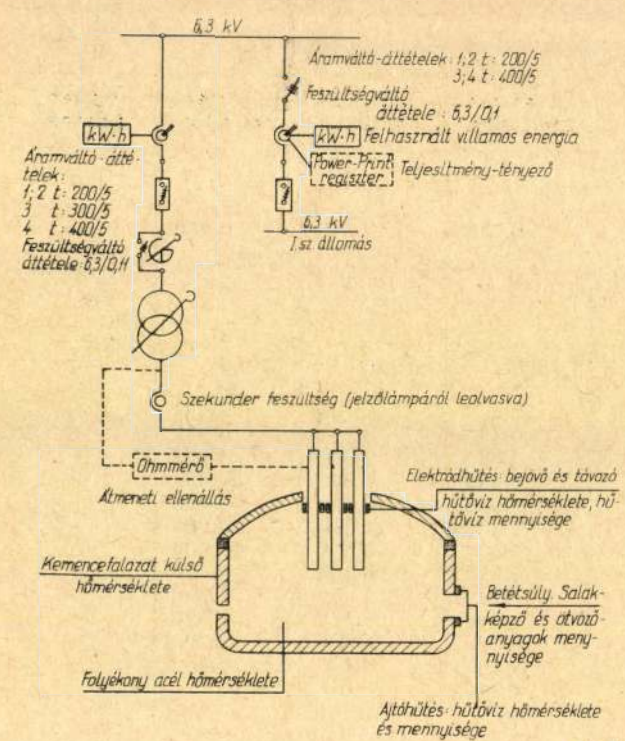 6,3 kV
Áramváltó-áttételek: 1; 2 t: 200/5
3; 4 t: 400/5
Feszültségváltó
áttétele: 6,3/0,1
kW·h
Felhasznált villamos energia
Power-Print
regiszter
Teljesítmény-tényező
6,3 kV
I.sz. állomás
kW·h
Áramváltó-átté-
telek:
1; 2 t: 200/5
3 t: 300/5
4 t: 400/5
Feszültségváltó
áttétele: 6,3/0,11
Szekunder feszültség (jelzőlámpáról leolvasva)
Ohmmérő
Átmeneti ellenállás
Elektródhűtés: bejövő és távozó
hűtővíz hőmérséklete, hű-
tővíz mennyisége
Kemencefalazat külső
hőmérséklete
Betétsúly. Salak-
képző és ötvöző-
anyagok meny-
nyisége
Folyékony acél hőmérséklete
Ajtóhűtés: hűtővíz hőmérséklete
és mennyisége